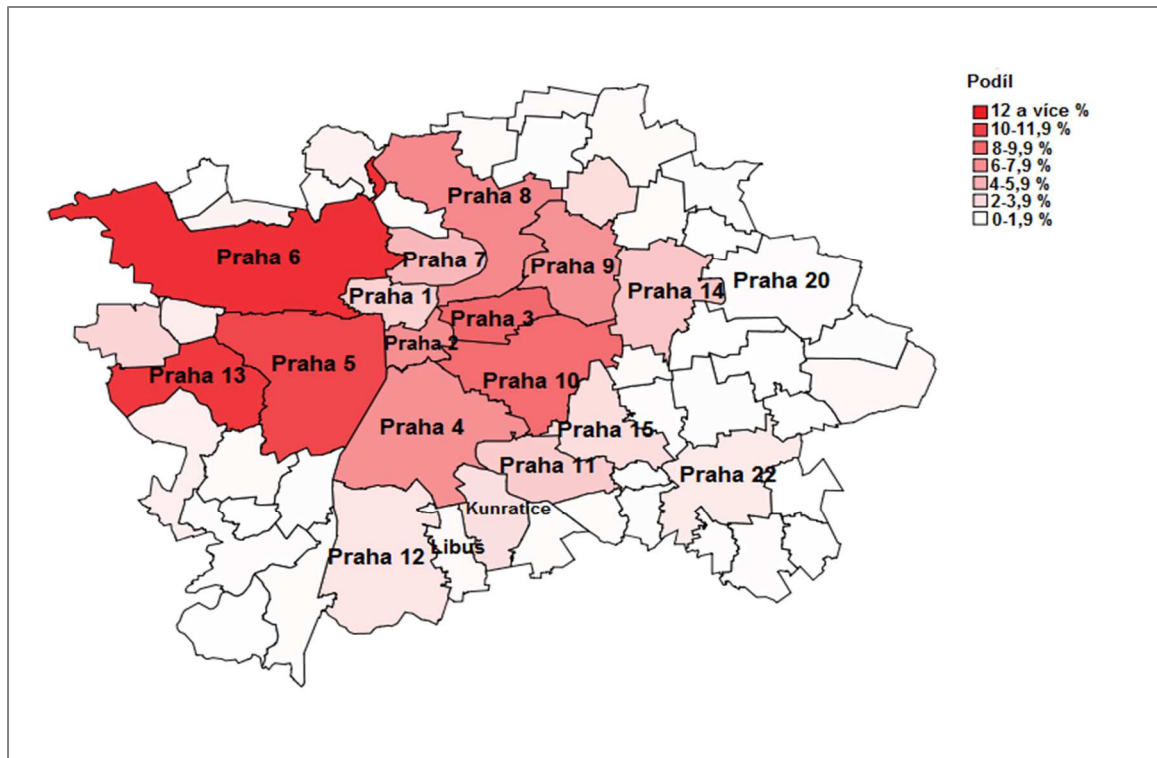 Podíl
12 a více %
10-11,9 %
8-9,9 %
6-7,9 %
4-5,9 %
2-3,9 %
0-1,9 %
Praha 8
Praha 6
Praha 7
Praha 9
Praha 20
Praha 14
Praha 1
Praha 3
Praha 2
Praha 5
Praha 13
Praha 10
Praha 4
Praha 15
Praha 11
Praha 22
Kunratice
Libuš
Praha 12